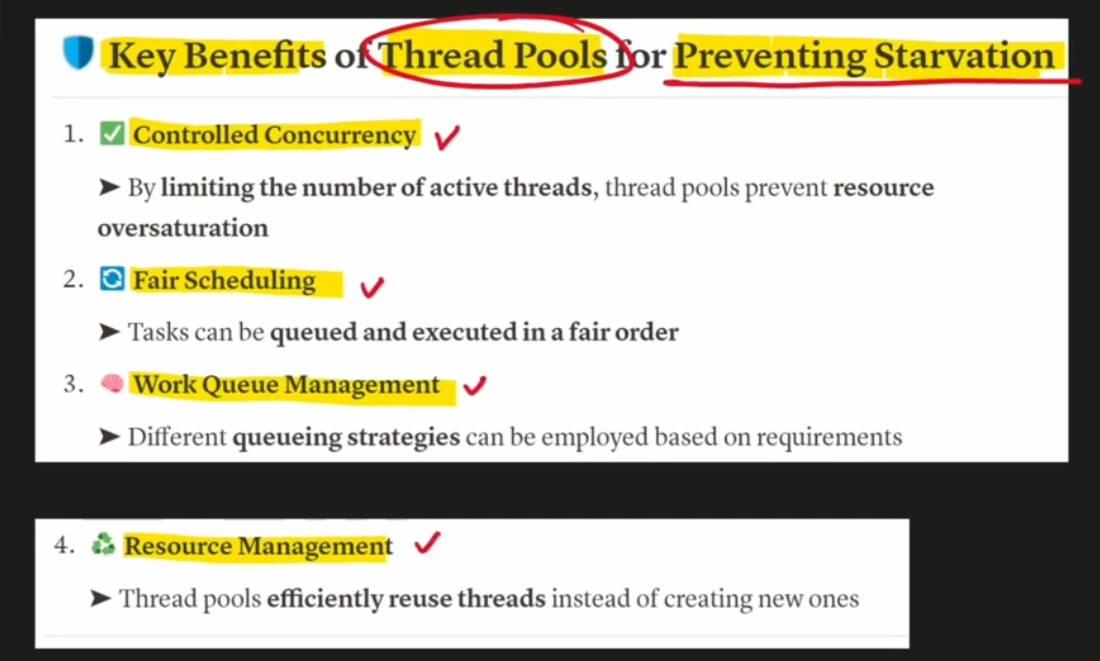 Key Benefits of Thread Pools for Preventing Starvation
1. Controlled Concurrency
➤ By limiting the number of active threads, thread pools prevent resource
oversaturation
2. Fair Scheduling
➤ Tasks can be queued and executed in a fair order
3. Work Queue Management
➤ Different queueing strategies can be employed based on requirements
4. Resource Management
➤ Thread pools efficiently reuse threads instead of creating new ones